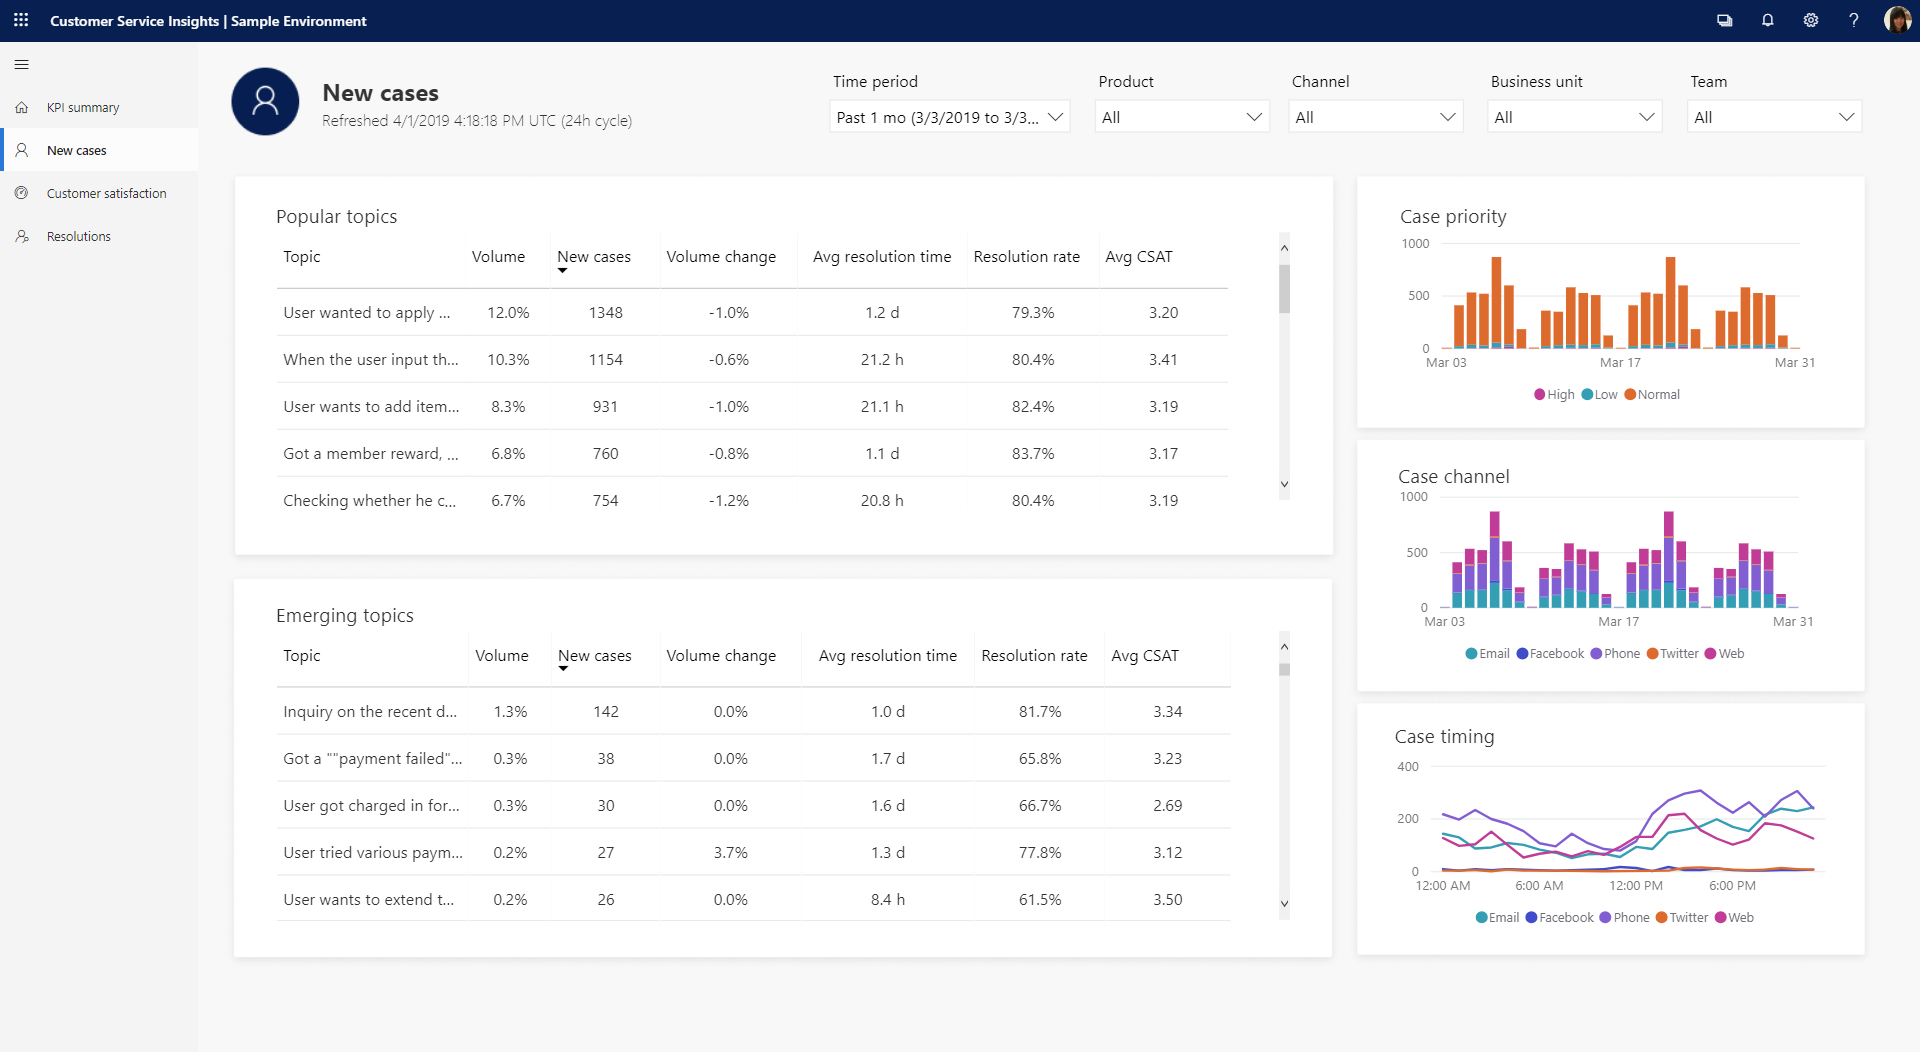 Customer Service Insights | Sample Environment
?
KPI summary
New cases
Customer satisfaction
Resolutions
New cases
Refreshed 4/1/2019 4:18:18 PM UTC (24h cycle)
Time period
Past 1 mo (3/3/2019 to 3/3...
Product
All
Channel
All
Business unit
All
Team
All
Popular topics
Topic Volume New cases Volume change Avg resolution time Resolution rate Avg CSAT
User wanted to apply ... 12.0% 1348 -1.0% 1.2 d 79.3% 3.20
When the user input th... 10.3% 1154 -0.6% 21.2 h 80.4% 3.41
User wants to add item... 8.3% 931 -1.0% 21.1 h 82.4% 3.19
Got a member reward, ... 6.8% 760 -0.8% 1.1 d 83.7% 3.17
Checking whether he c... 6.7% 754 -1.2% 20.8 h 80.4% 3.19
Emerging topics
Topic Volume New cases Volume change Avg resolution time Resolution rate Avg CSAT
Inquiry on the recent d... 1.3% 142 0.0% 1.0 d 81.7% 3.34
Got a ""payment failed"... 0.3% 38 0.0% 1.7 d 65.8% 3.23
User got charged in for... 0.3% 30 0.0% 1.6 d 66.7% 2.69
User tried various paym... 0.2% 27 3.7% 1.3 d 77.8% 3.12
User wants to extend t... 0.2% 26 0.0% 8.4 h 61.5% 3.50
Case priority
1000
500
0
Mar 03 Mar 17 Mar 31
High Low Normal
Case channel
1000
500
0
Mar 03 Mar 17 Mar 31
Email Facebook Phone Twitter Web
Case timing
400
200
0
12:00 AM 6:00 AM 12:00 PM 6:00 PM
Email Facebook Phone Twitter Web